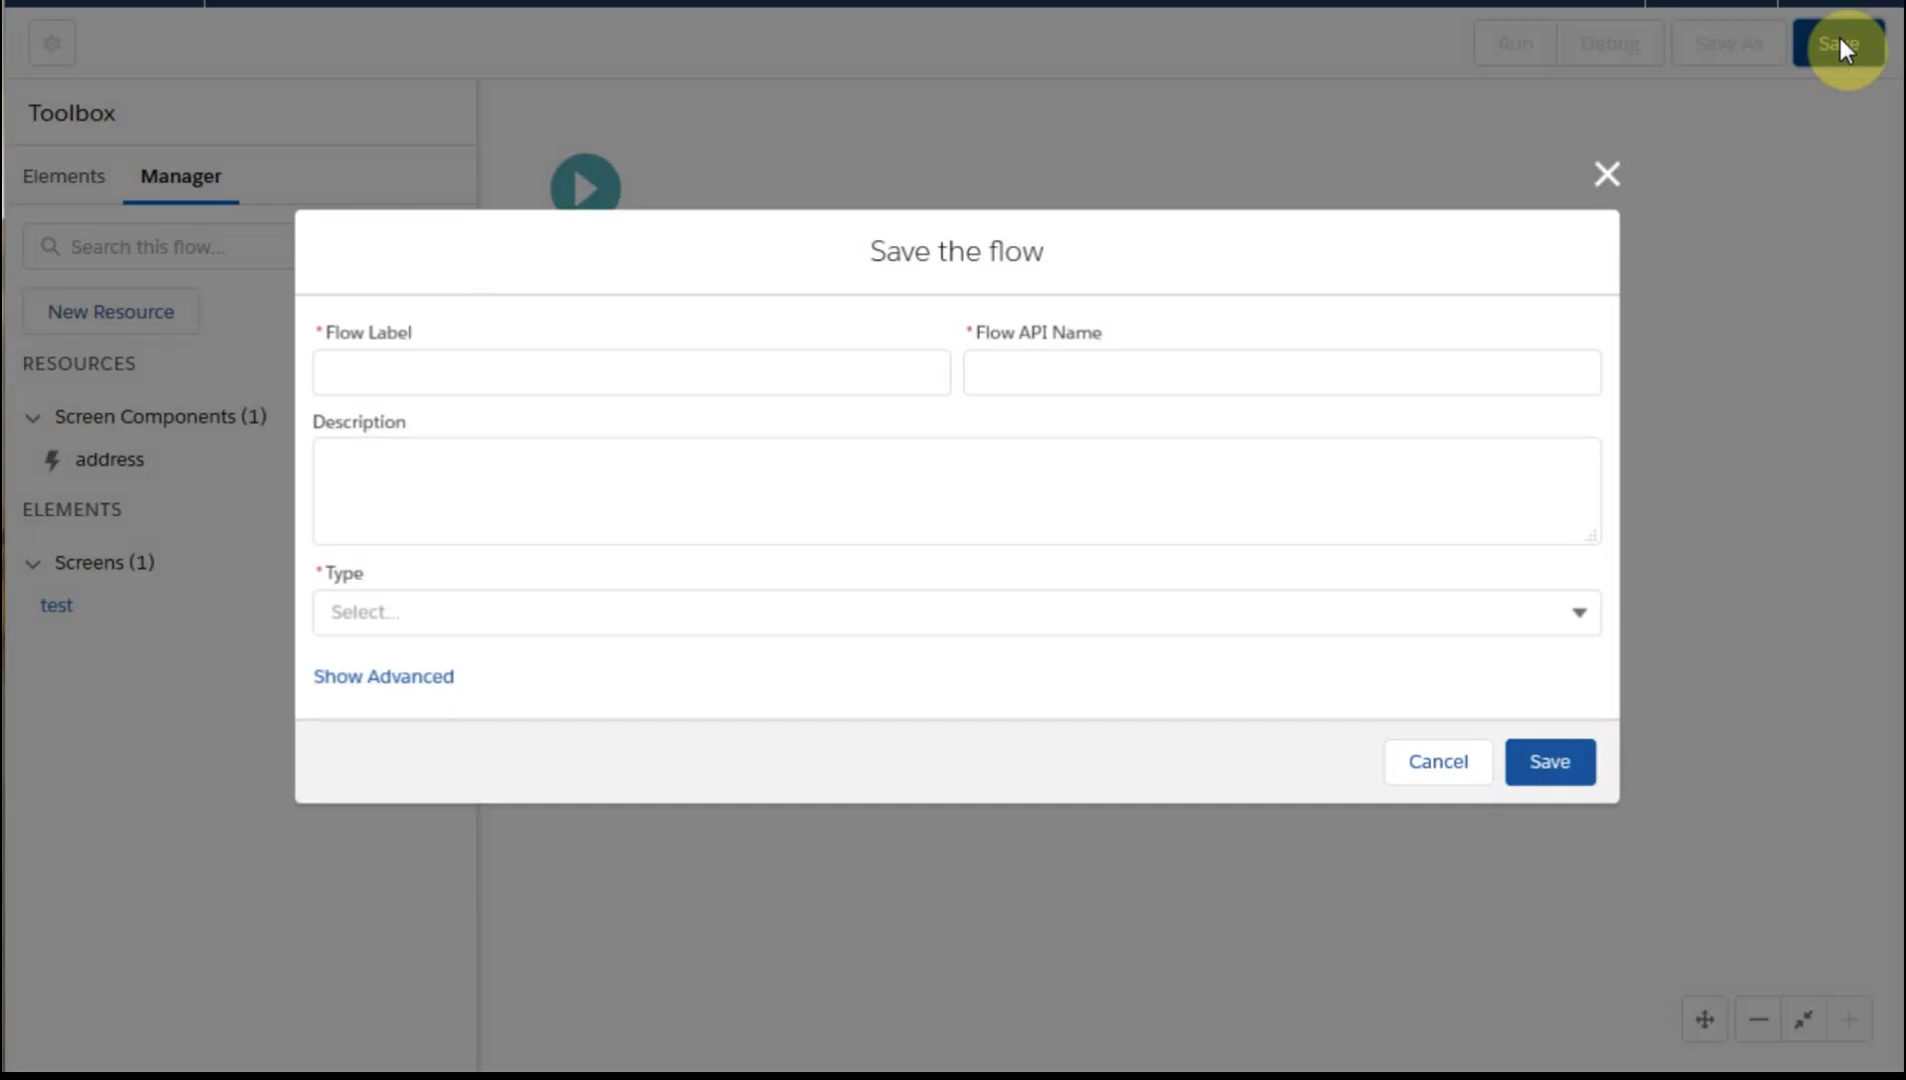 Run Debug Save As Save
Toolbox
Elements Manager
Search this flow...
New Resource
RESOURCES
Screen Components (1)
address
ELEMENTS
Screens (1)
test
Save the flow
* Flow Label
* Flow API Name
Description
* Type
Select...
Show Advanced
Cancel Save